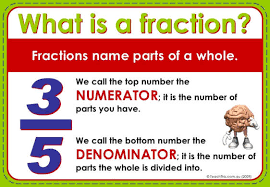 What is a fraction?
Fractions name parts of a whole.
3
5
We call the top number the
NUMERATOR; it is the number of
parts you have.
We call the bottom number the
DENOMINATOR; it is the number of
parts the whole is divided into.